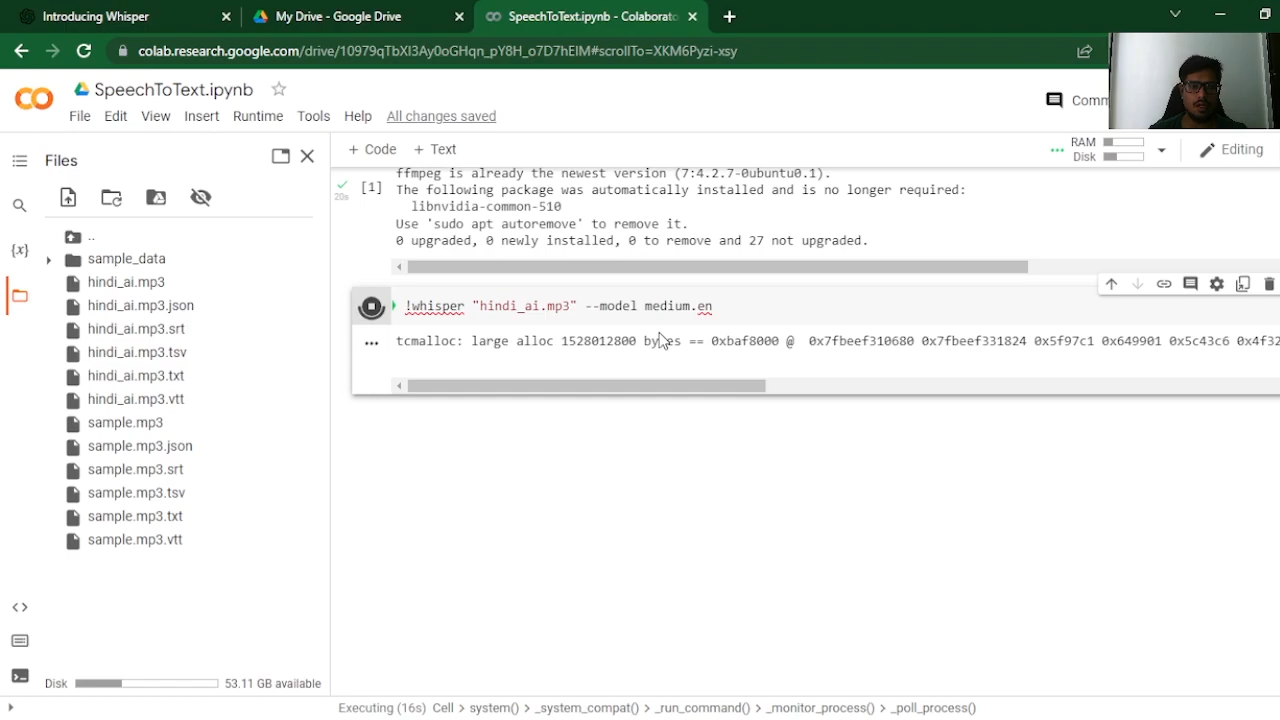 Introducing Whisper
My Drive - Google Drive
SpeechToText.ipynb - Colaborato
colab.research.google.com/drive/10979qTbXI3Ay0oGHqn_pY8H_o7D7hEIM#scrollTo=XKM6Pyzi-xsy
SpeechToText.ipynb
File Edit View Insert Runtime Tools Help All changes saved
Comm
Files
+ Code + Text
RAM
Disk
Editing
ffmpeg is already the newest version (7:4.2.7-0ubuntu0.1).
[1] The following package was automatically installed and is no longer required:
20s
libnvidia-common-510
Use 'sudo apt autoremove' to remove it.
0 upgraded, 0 newly installed, 0 to remove and 27 not upgraded.
{x}
..
sample_data
hindi_ai.mp3
hindi_ai.mp3.json
hindi_ai.mp3.srt
hindi_ai.mp3.tsv
hindi_ai.mp3.txt
hindi_ai.mp3.vtt
sample.mp3
sample.mp3.json
sample.mp3.srt
sample.mp3.tsv
sample.mp3.txt
sample.mp3.vtt
!whisper "hindi_ai.mp3" --model medium.en
tcmalloc: large alloc 1528012800 bytes == 0xbaf8000 @ 0x7fbeef310680 0x7fbeef331824 0x5f97c1 0x649901 0x5c43c6 0x4f32
Disk 53.11 GB available
Executing (16s) Cell > system() > _system_compat() > _run_command() > _monitor_process() > _poll_process()